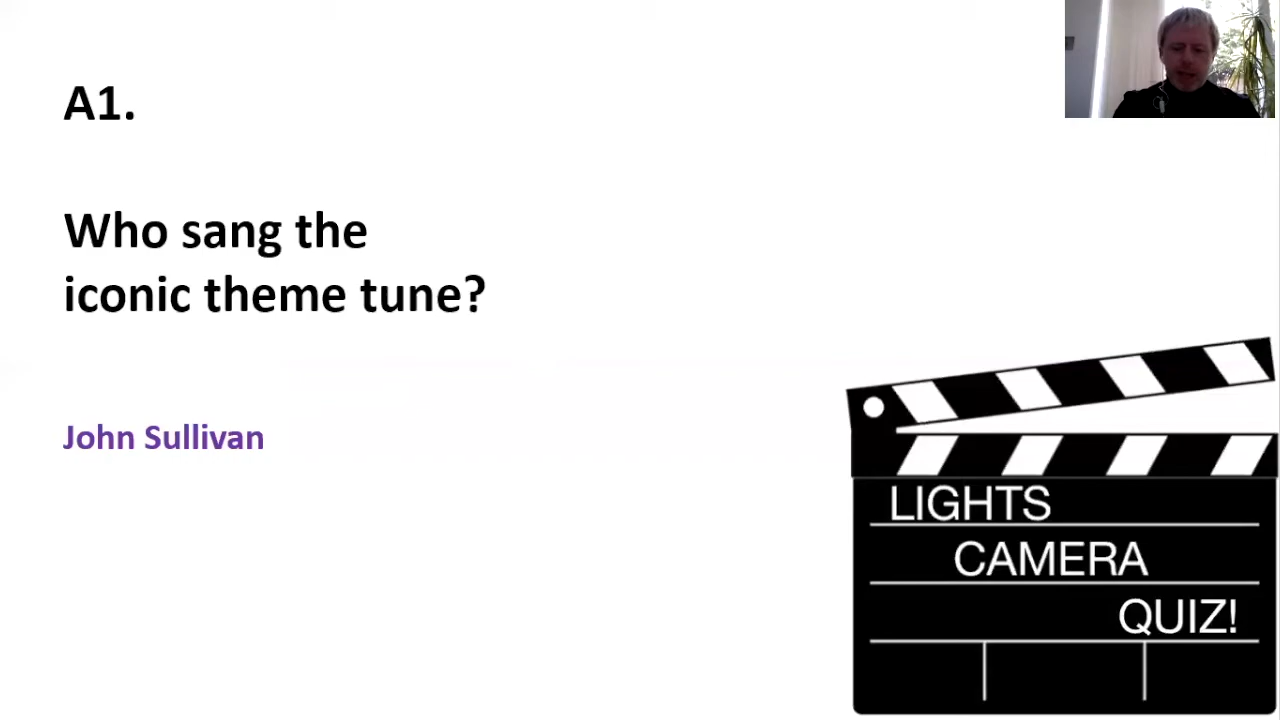 A1.
Who sang the
iconic theme tune?
John Sullivan
LIGHTS
CAMERA
QUIZ!